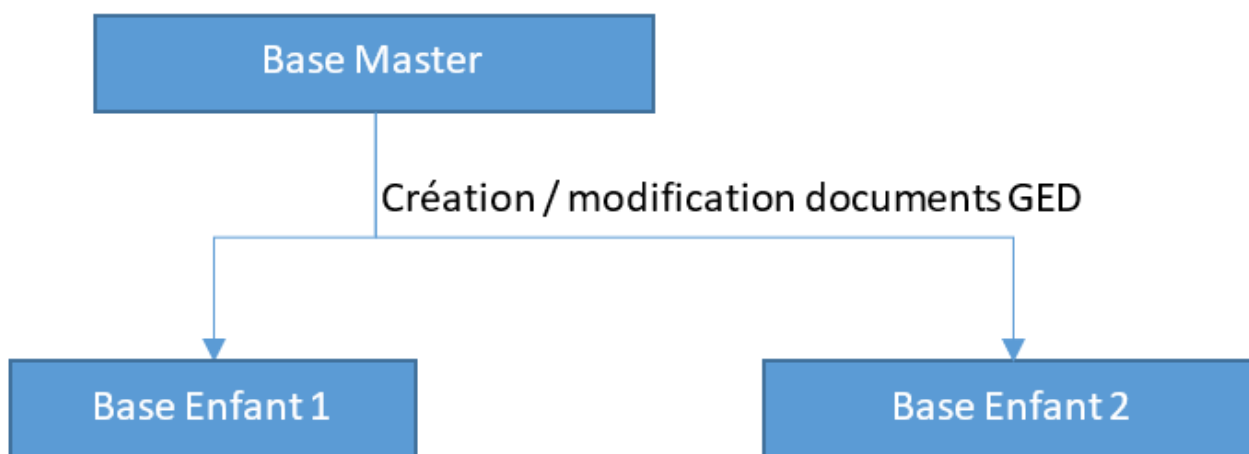 Base Master
Création / modification documents GED
Base Enfant 1
Base Enfant 2